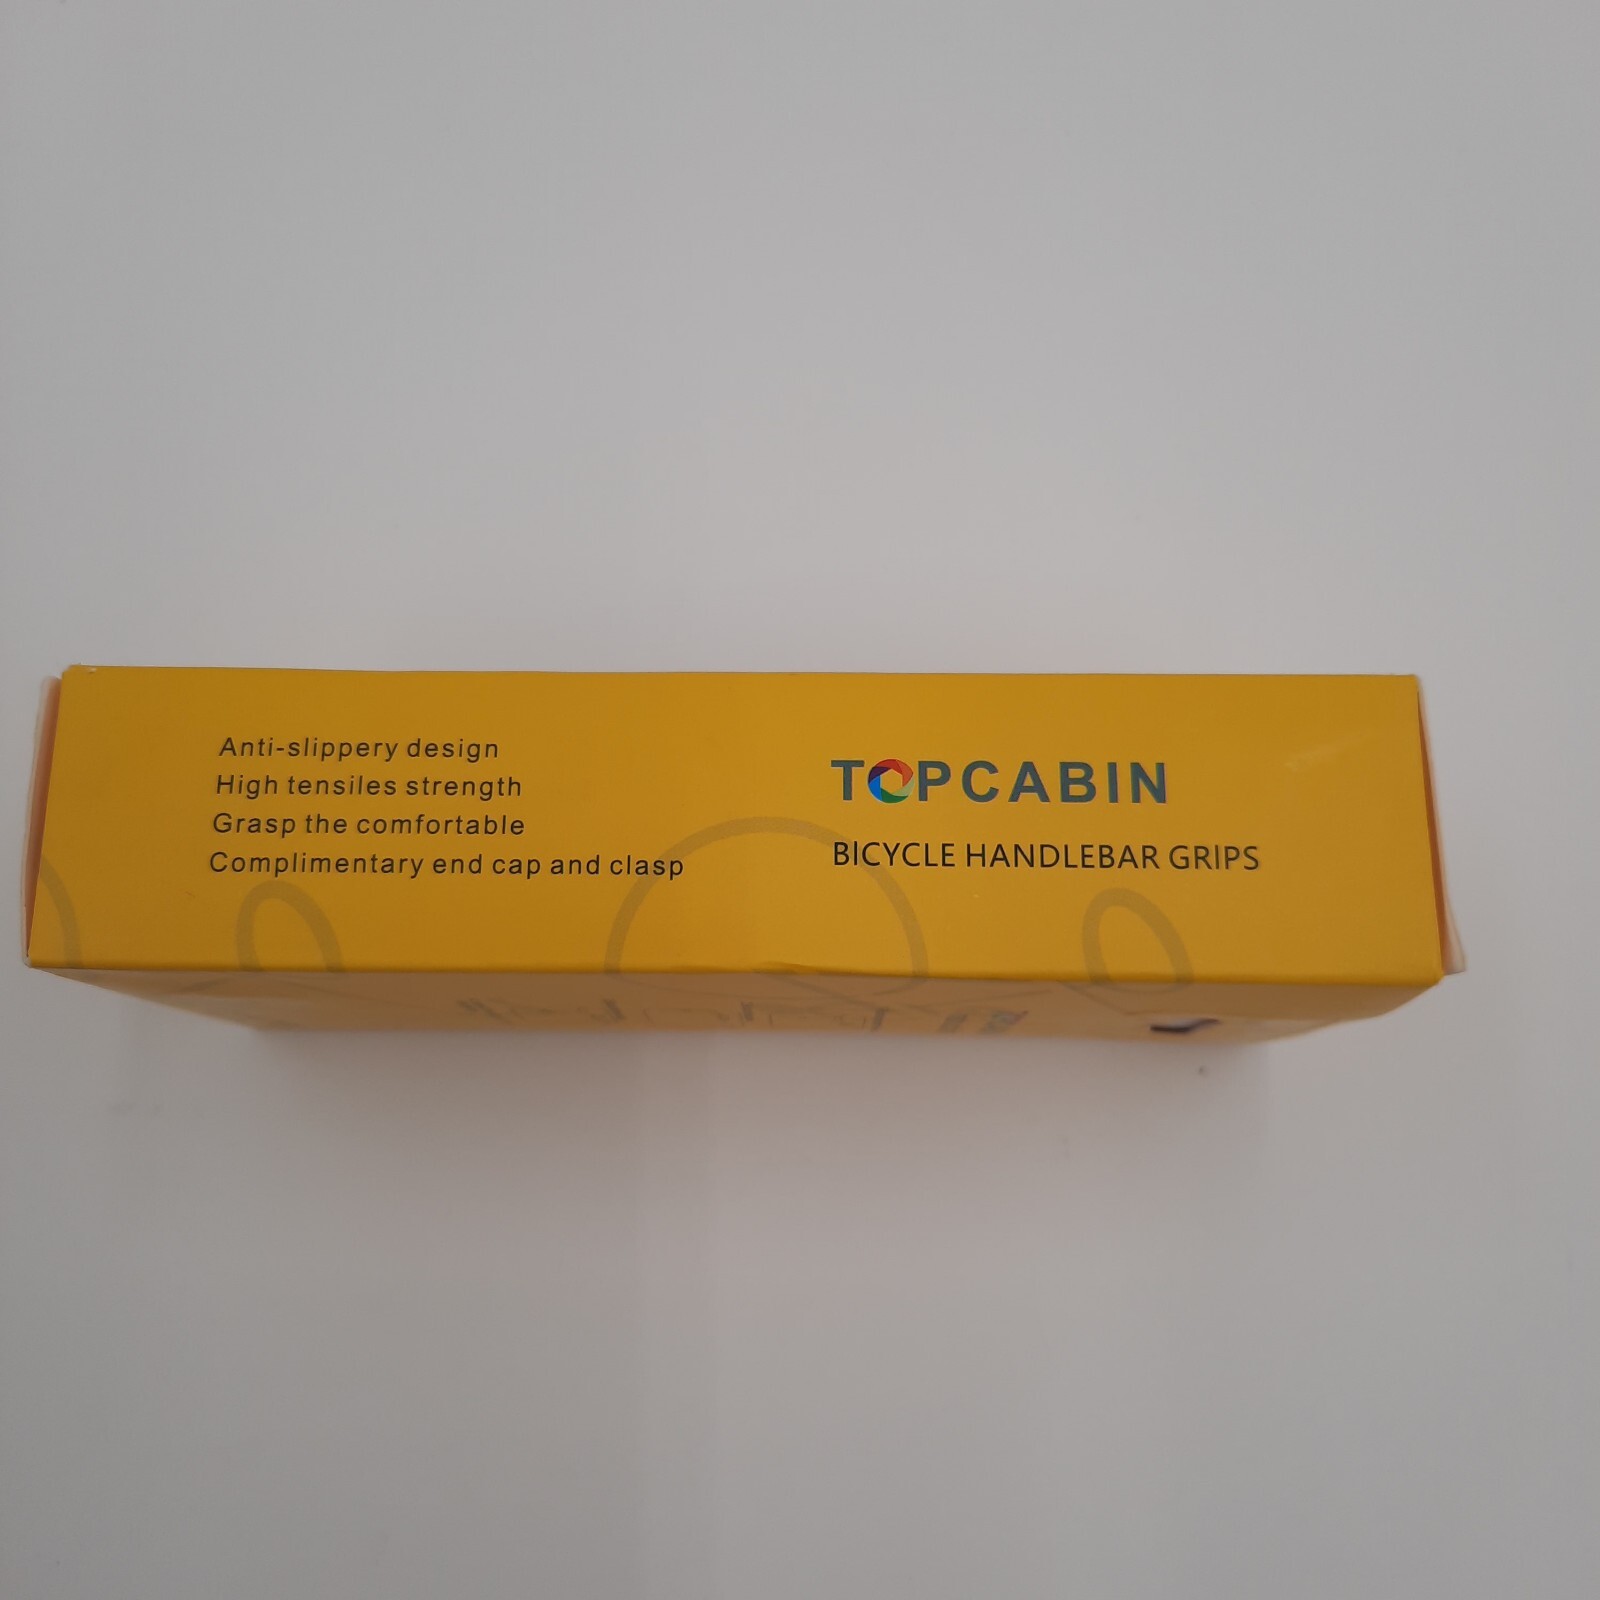 Anti-slippery design
High tensiles strength
Grasp the comfortable
Complimentary end cap and clasp
TOPCABIN
BICYCLE HANDLEBAR GRIPS